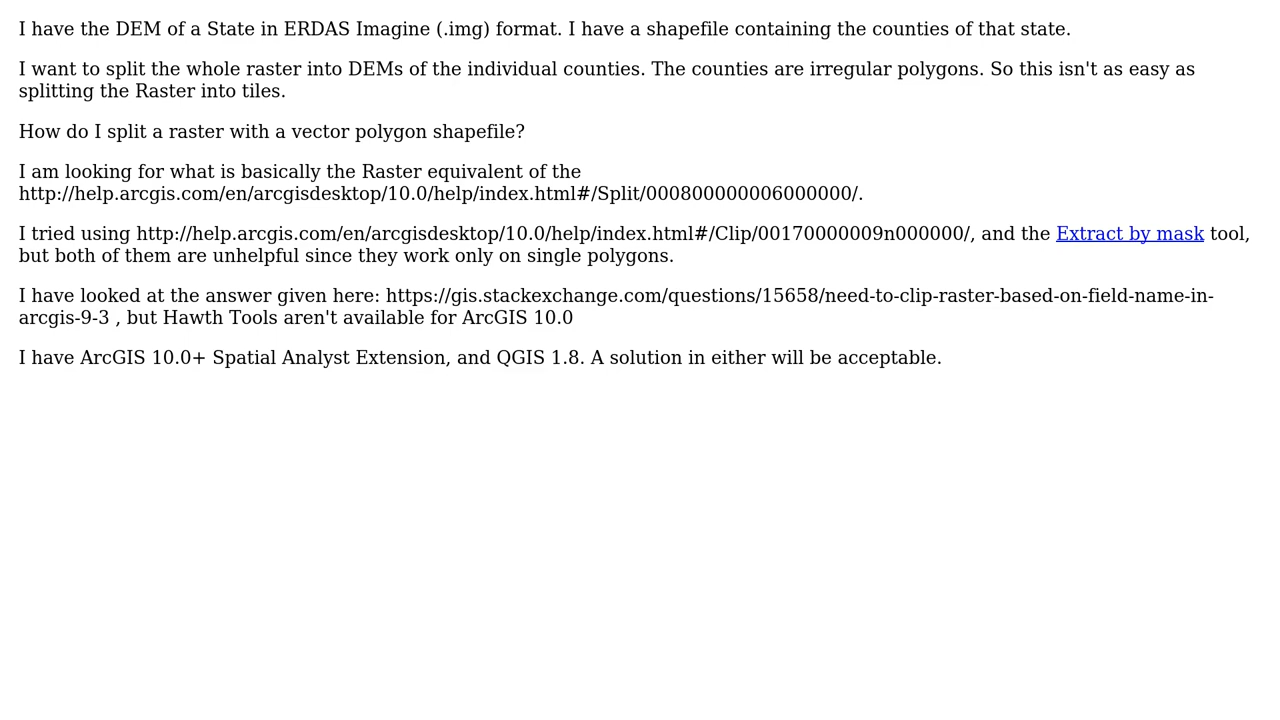 I have the DEM of a State in ERDAS Imagine (.img) format. I have a shapefile containing the counties of that state.
I want to split the whole raster into DEMs of the individual counties. The counties are irregular polygons. So this isn't as easy as
splitting the Raster into tiles.
How do I split a raster with a vector polygon shapefile?
I am looking for what is basically the Raster equivalent of the
http://help.arcgis.com/en/arcgisdesktop/10.0/help/index.html#/Split/000800000006000000/.
I tried using http://help.arcgis.com/en/arcgisdesktop/10.0/help/index.html#/Clip/00170000009n000000/, and the Extract by mask tool,
but both of them are unhelpful since they work only on single polygons.
I have looked at the answer given here: https://gis.stackexchange.com/questions/15658/need-to-clip-raster-based-on-field-name-in-
arcgis-9-3 , but Hawth Tools aren't available for ArcGIS 10.0
I have ArcGIS 10.0+ Spatial Analyst Extension, and QGIS 1.8. A solution in either will be acceptable.